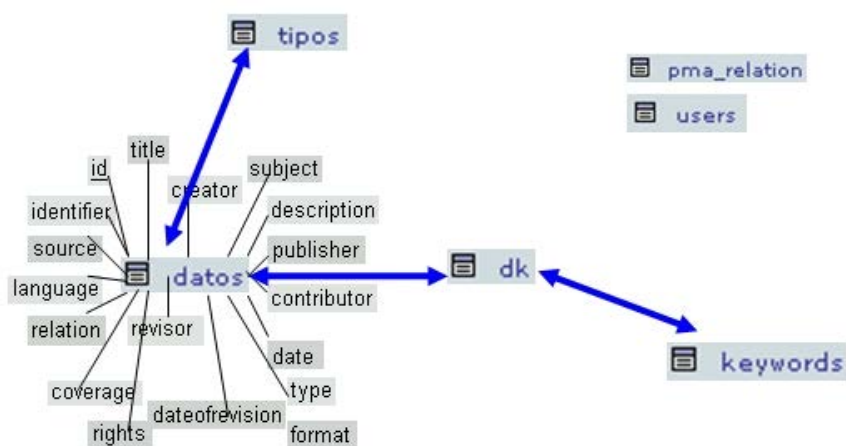 tipos
pma_relation
users
title
id
creator
subject
identifier
description
source
publisher
datos
dk
language
contributor
relation
revisor
date
keywords
coverage
type
dateofrevision
rights
format